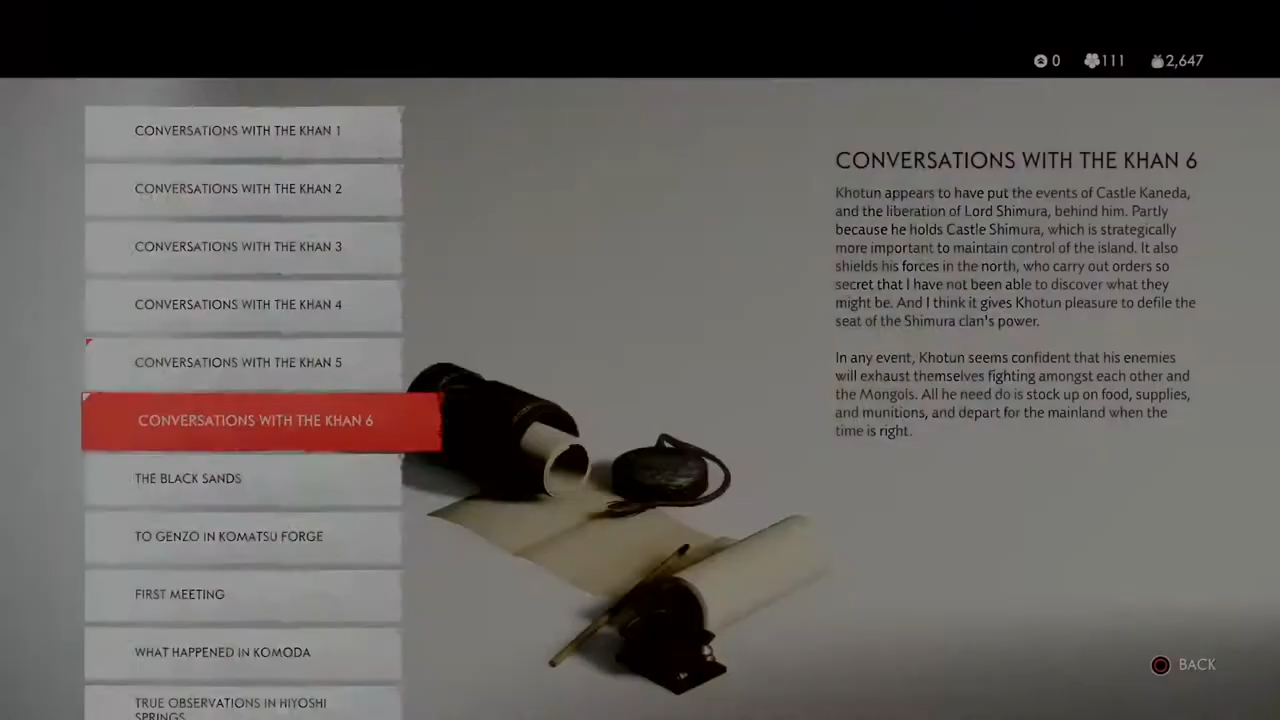 0 111 2,647
CONVERSATIONS WITH THE KHAN 1
CONVERSATIONS WITH THE KHAN 2
CONVERSATIONS WITH THE KHAN 3
CONVERSATIONS WITH THE KHAN 4
CONVERSATIONS WITH THE KHAN 5
CONVERSATIONS WITH THE KHAN 6
THE BLACK SANDS
TO GENZO IN KOMATSU FORGE
FIRST MEETING
WHAT HAPPENED IN KOMODA
TRUE OBSERVATIONS IN HIYOSHI
SPRINGS
CONVERSATIONS WITH THE KHAN 6
Khotun appears to have put the events of Castle Kaneda,
and the liberation of Lord Shimura, behind him. Partly
because he holds Castle Shimura, which is strategically
more important to maintain control of the island. It also
shields his forces in the north, who carry out orders so
secret that I have not been able to discover what they
might be. And I think it gives Khotun pleasure to defile the
seat of the Shimura clan's power.
In any event, Khotun seems confident that his enemies
will exhaust themselves fighting amongst each other and
the Mongols. All he need do is stock up on food, supplies,
and munitions, and depart for the mainland when the
time is right.
BACK